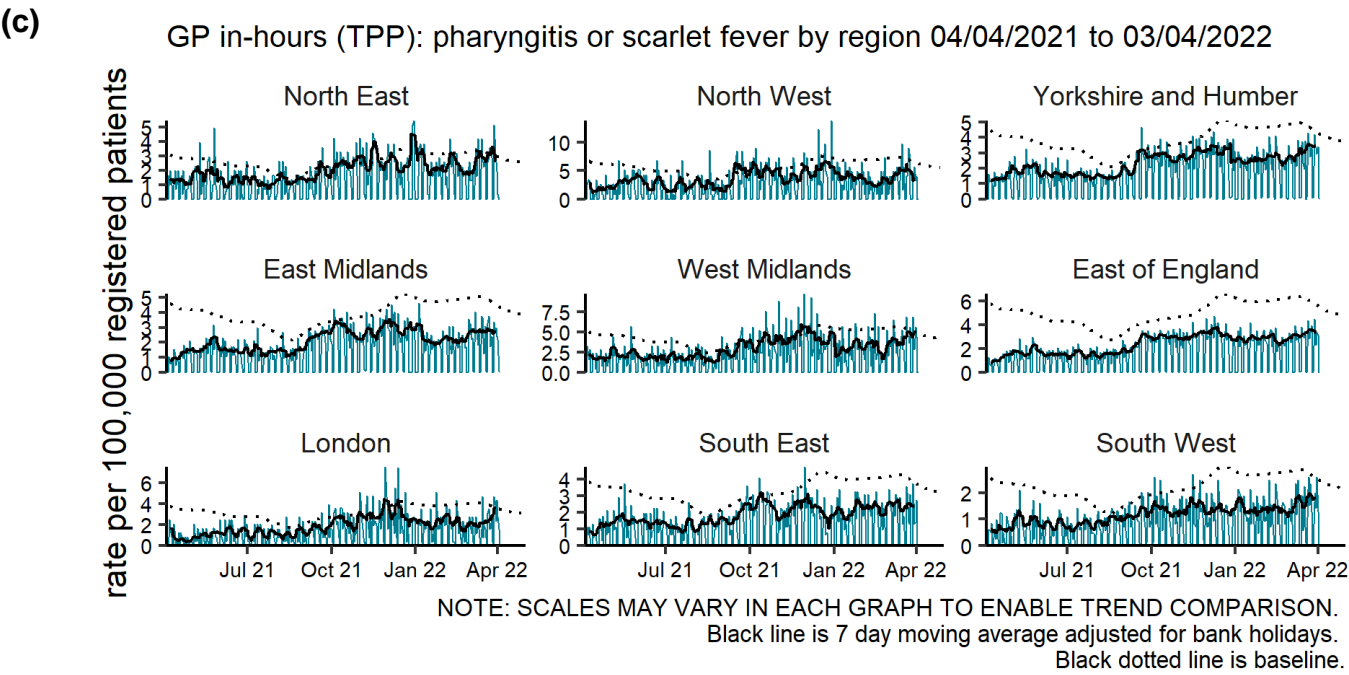 (c)
GP in-hours (TPP): pharyngitis or scarlet fever by region 04/04/2021 to 03/04/2022
rate per 100,000 registered patients
North East
5
4
3
2
1
0
North West
10
5
0
Yorkshire and Humber
5
4
3
2
1
0
East Midlands
5
4
3
2
1
0
West Midlands
7.5
5.0
2.5
0.0
East of England
6
4
2
0
London
6
4
2
0
Jul 21 Oct 21 Jan 22 Apr 22
South East
4
3
2
1
0
Jul 21 Oct 21 Jan 22 Apr 22
South West
2
1
0
Jul 21 Oct 21 Jan 22 Apr 22
NOTE: SCALES MAY VARY IN EACH GRAPH TO ENABLE TREND COMPARISON.
Black line is 7 day moving average adjusted for bank holidays.
Black dotted line is baseline.